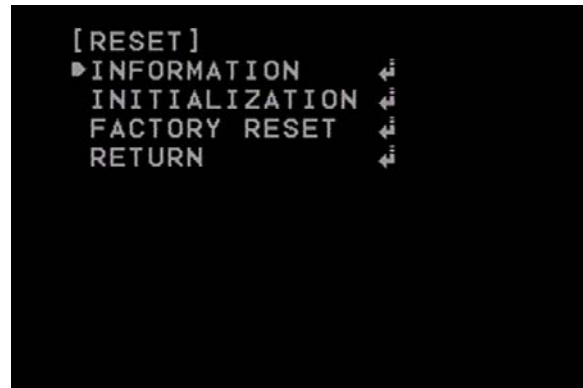 [RESET]
INFORMATION ↵
INITIALIZATION ↵
FACTORY RESET ↵
RETURN ↵